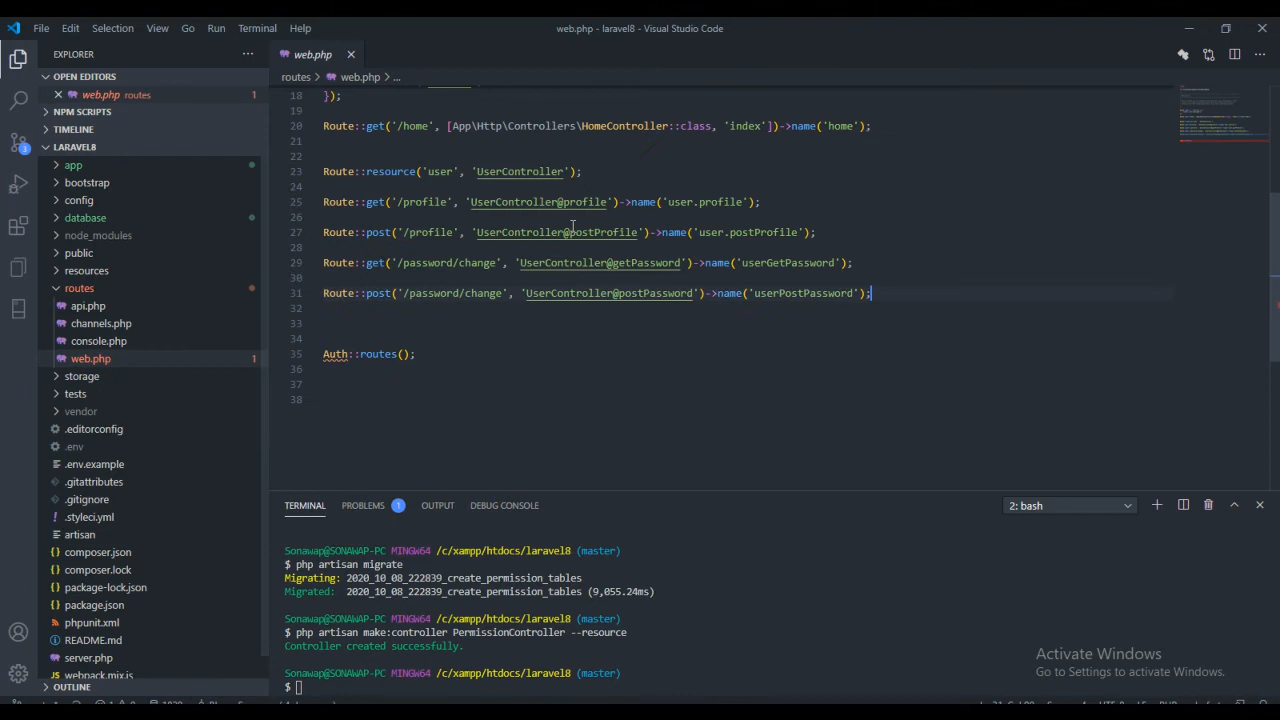 File Edit Selection View Go Run Terminal Help web.php - laravel8 - Visual Studio Code
EXPLORER
web.php
OPEN EDITORS
routes > web.php > ...
web.php routes 1
NPM SCRIPTS
TIMELINE
LARAVEL8
app
bootstrap
config
database
node_modules
public
resources
routes
api.php
channels.php
console.php
web.php 1
storage
tests
vendor
.editorconfig
.env
.env.example
.gitattributes
.gitignore
.styleci.yml
artisan
composer.json
composer.lock
package-lock.json
package.json
phpunit.xml
README.md
server.php
webpack.mix.js
OUTLINE
3
18 });
19
20 Route::get('/home', [App\Http\Controllers\HomeController::class, 'index'])->name('home');
21
22
23 Route::resource('user', 'UserController');
24
25 Route::get('/profile', 'UserController@profile')->name('user.profile');
26
27 Route::post('/profile', 'UserController@postProfile')->name('user.postProfile');
28
29 Route::get('/password/change', 'UserController@getPassword')->name('userGetPassword');
30
31 Route::post('/password/change', 'UserController@postPassword')->name('userPostPassword');
32
33
34
35 Auth::routes();
36
37
38
TERMINAL PROBLEMS 1 OUTPUT DEBUG CONSOLE 2: bash
Sonawap@SONAWAP-PC MINGW64 /c/xampp/htdocs/laravel8 (master)
$ php artisan migrate
Migrating: 2020_10_08_222839_create_permission_tables
Migrated: 2020_10_08_222839_create_permission_tables (9,055.24ms)
Sonawap@SONAWAP-PC MINGW64 /c/xampp/htdocs/laravel8 (master)
$ php artisan make:controller PermissionController --resource
Controller created successfully.
Sonawap@SONAWAP-PC MINGW64 /c/xampp/htdocs/laravel8 (master)
$
Activate Windows
Go to Settings to activate Windows.